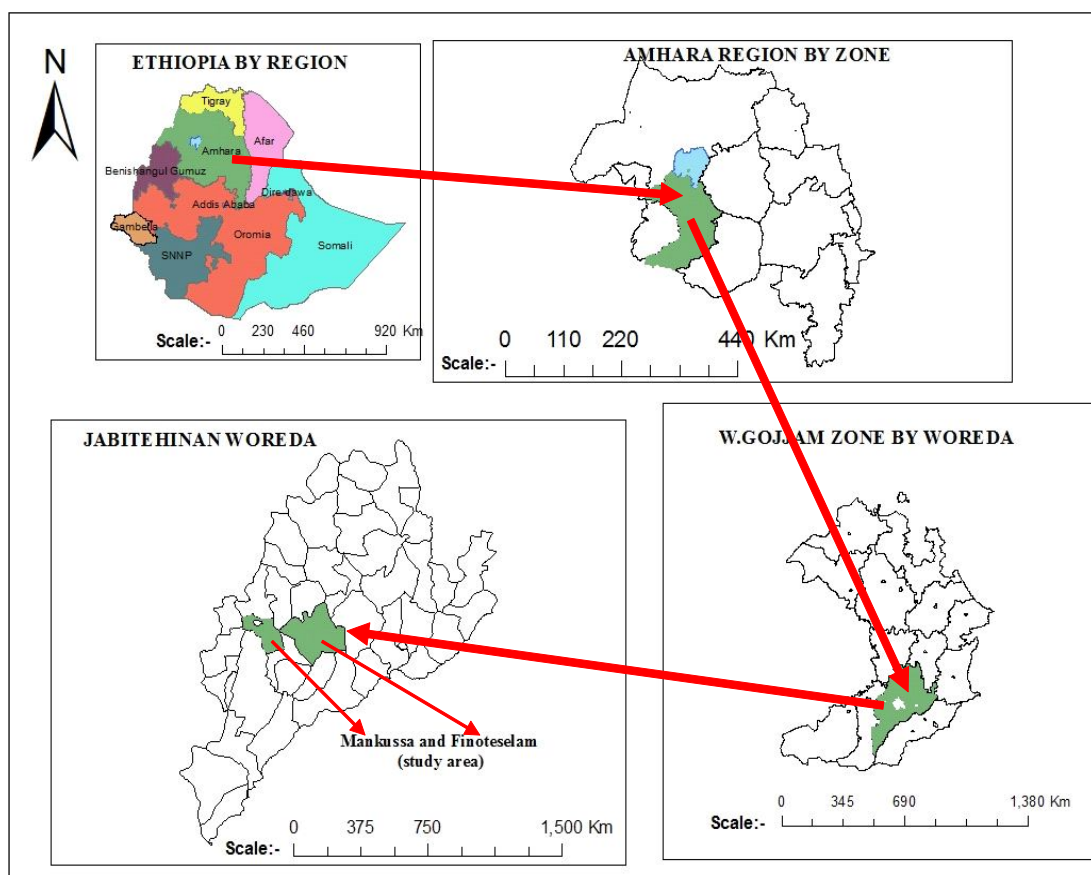 N
ETHIOPIA BY REGION
Tigray
Afar
Amhara
Benishangul Gumuz
Dire dawa
Addis Ababa
Gambella
Oromia
Somali
SNNP
0 230 460 920 Km
Scale:-
AMHARA REGION BY ZONE
0 110 220 440 Km
Scale:-
JABITEHINAN WOREDA
Mankussa and Finoteselam
(study area)
0 375 750 1,500 Km
Scale:-
W.GOJJAM ZONE BY WOREDA
0 345 690 1,380 Km
Scale:-